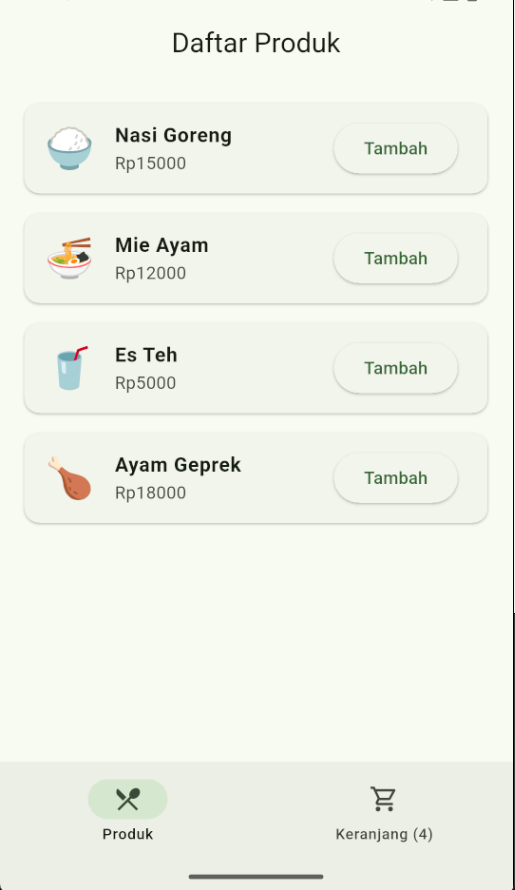 Daftar Produk
Nasi Goreng
Rp15000
Tambah
Mie Ayam
Rp12000
Tambah
Es Teh
Rp5000
Tambah
Ayam Geprek
Rp18000
Tambah
Produk
Keranjang (4)